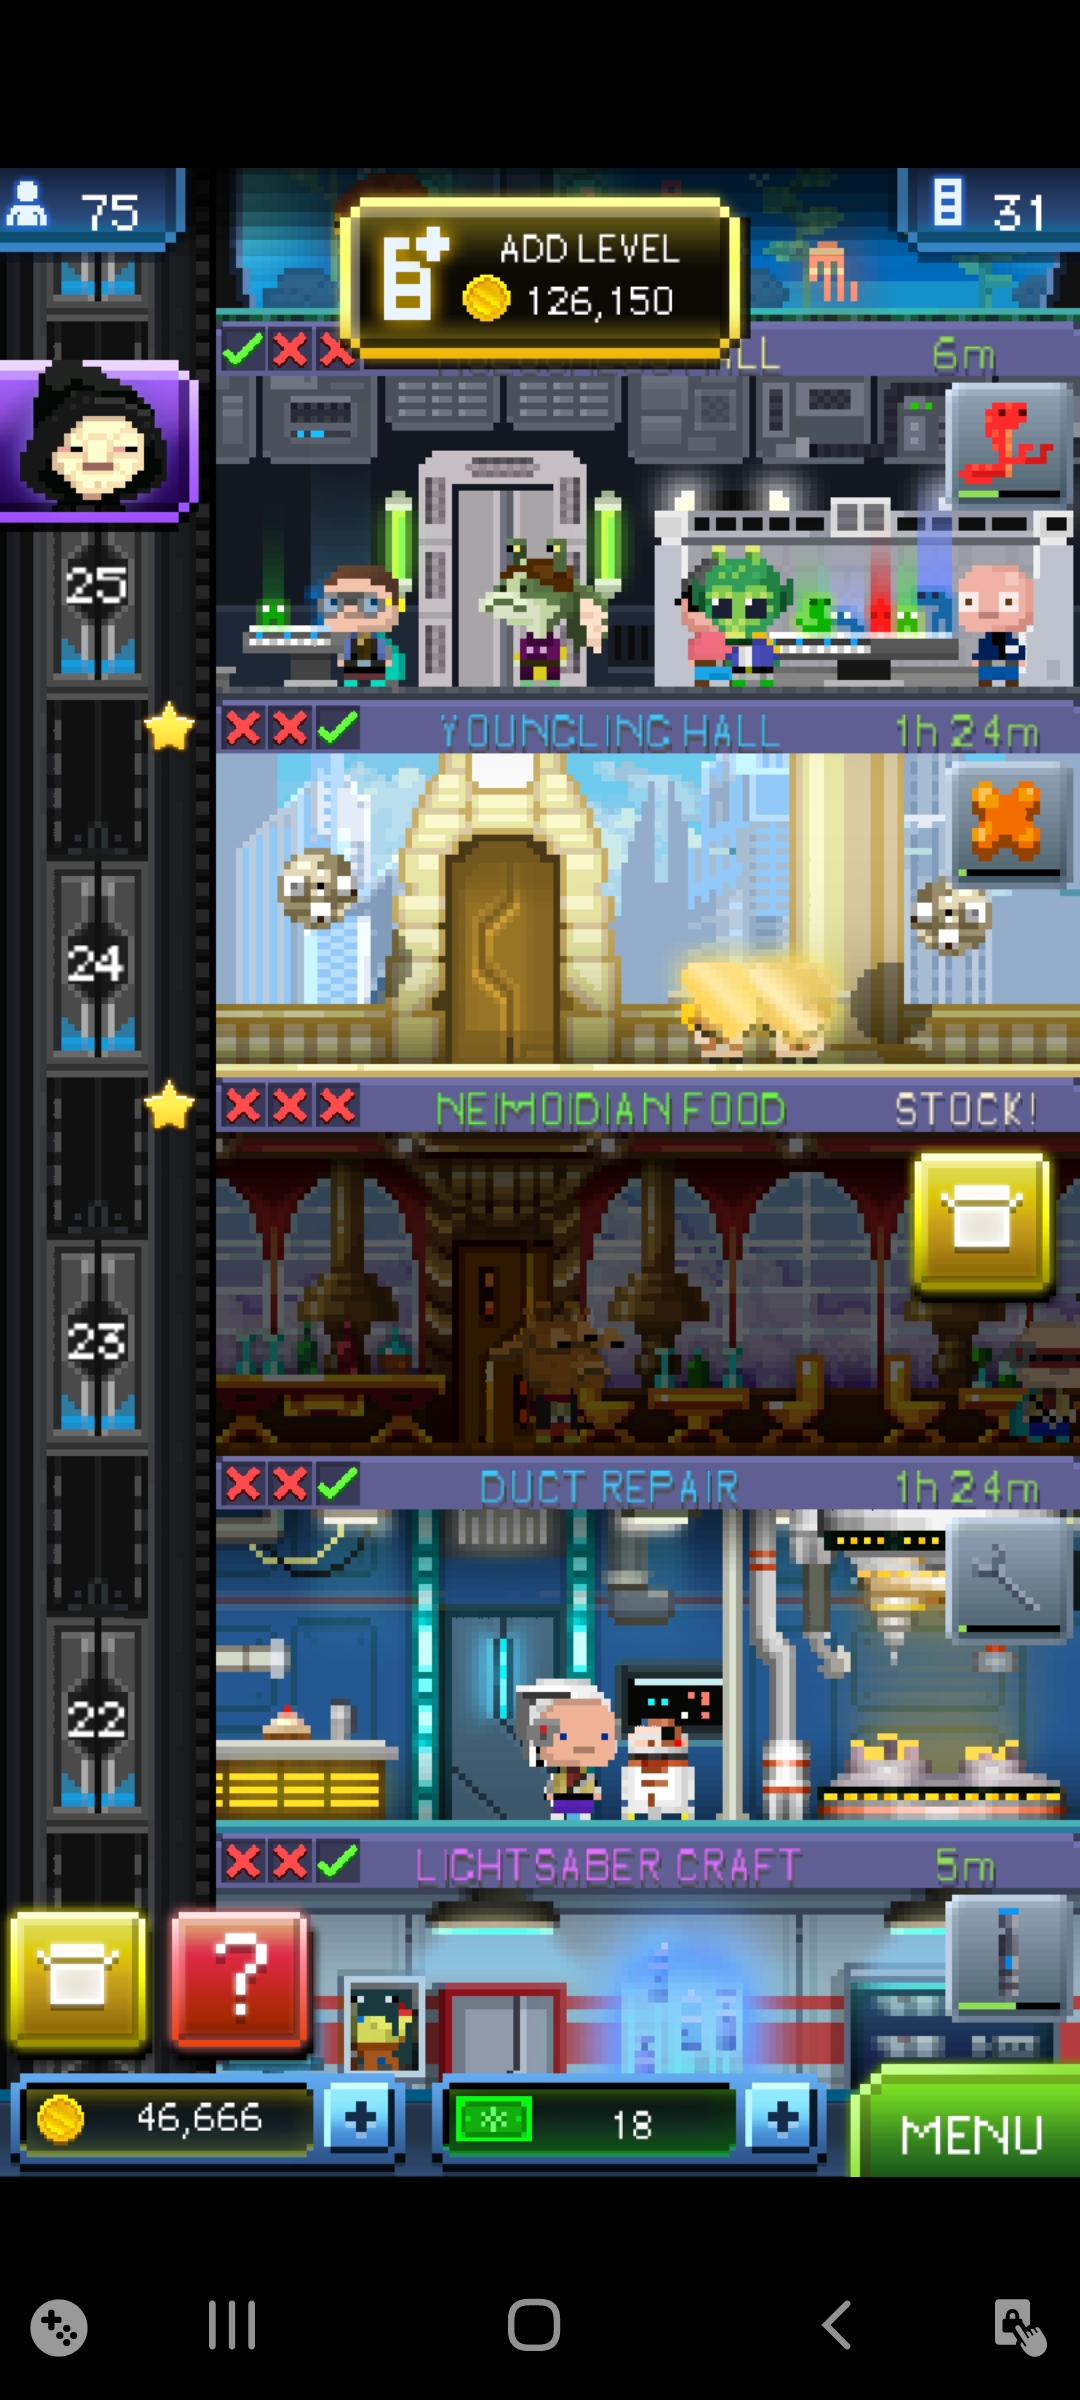 75
ADD LEVEL
126,150
31
ALL
6m
25
YOUNGLING HALL
1h 24m
24
NEIMOIDIAN FOOD
STOCK!
23
DUCT REPAIR
1h 24m
22
LIGHTSABER CRAFT
5m
?
46,666
+
18
+
MENU